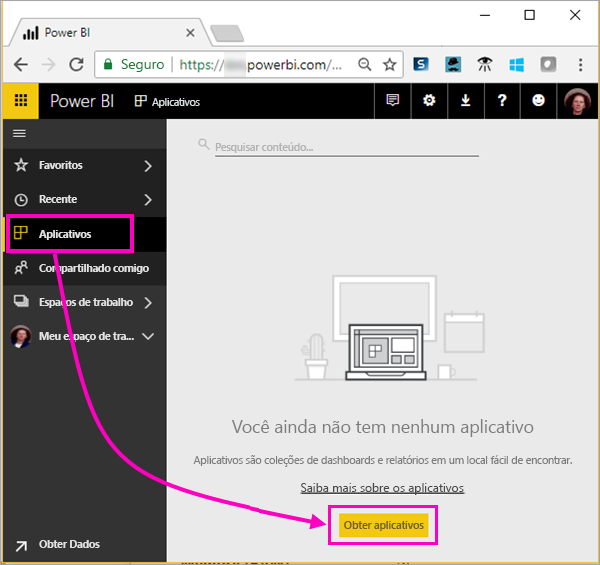 Power BI
Seguro https:// powerbi.com/...
Power BI Aplicativos
Pesquisar conteúdo...
Favoritos
Recente
Aplicativos
Compartilhado comigo
Espaços de trabalho
Meu espaço de tra...
Você ainda não tem nenhum aplicativo
Aplicativos são coleções de dashboards e relatórios em um local fácil de encontrar.
Saiba mais sobre os aplicativos
Obter aplicativos
Obter Dados